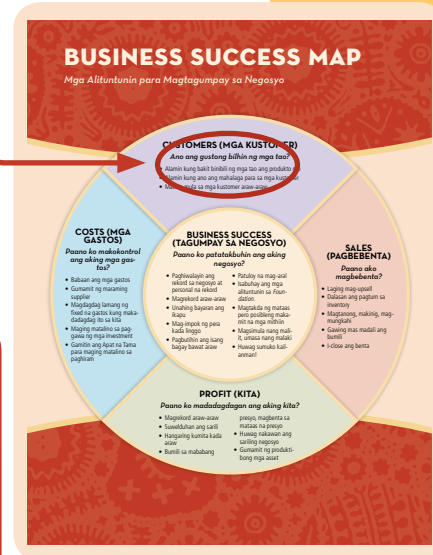 BUSINESS SUCCESS MAP
Mga Alituntunin para Magtagumpay sa Negosyo
CUSTOMERS (MGA KUSTOMER)
Ano ang gustong bilhin ng mga tao?
• Alamin kung bakit binibili ng mga tao ang produkto
• Alamin kung ano ang mahalaga para sa mga kustomer
mula sa mga kustomer araw-araw
COSTS (MGA
GASTOS)
Paano ko makokontrol
ang aking mga gas-
tos?
• Babaan ang mga gastos
• Gumamit ng maraming
supplier
• Magdagdag lamang ng
fixed na gastos kung maka-
dadagdag ito sa kita
• Maging matalino sa pag-
gawa ng mga investment
• Gamitin ang Apat na Tama
para maging matalino sa
paghiram
BUSINESS SUCCESS
(TAGUMPAY SA NEGOSYO)
Paano ko patatakbuhin ang aking
negosyo?
• Paghiwalayin ang
rekord sa negosyo at
personal na rekord
• Magrekord araw-araw
• Unahing bayaran ang
ikapu
• Mag-impok ng pera
kada linggo
• Pagbutihin ang isang
bagay bawat araw
• Patuloy na mag-aral
• Isabuhay ang mga
alituntunin sa Foun-
dation
• Magtakda ng mataas
pero posibleng maka-
mit na mga mithiin
• Magsimula nang mali-
it, umasa nang malaki
• Huwag sumuko kail-
anman!
SALES
(PAGBEBENTA)
Paano ako
magbebenta?
• Laging mag-upsell
• Dalasan ang pagtum sa
inventory
• Magtanong, makinig, mag-
mungkahi
• Gawing mas madali ang
bumili
• I-close ang benta
PROFIT (KITA)
Paano ko madadagdagan ang aking kita?
• Magrekord araw-araw
• Suwelduhan ang sarili
• Hangaring kumita kada
araw
• Bumili sa mababang
presyo, magbenta sa
mataas na presyo
• Huwag nakawan ang
sariling negosyo
• Gumamit ng produkti-
bong mga asset